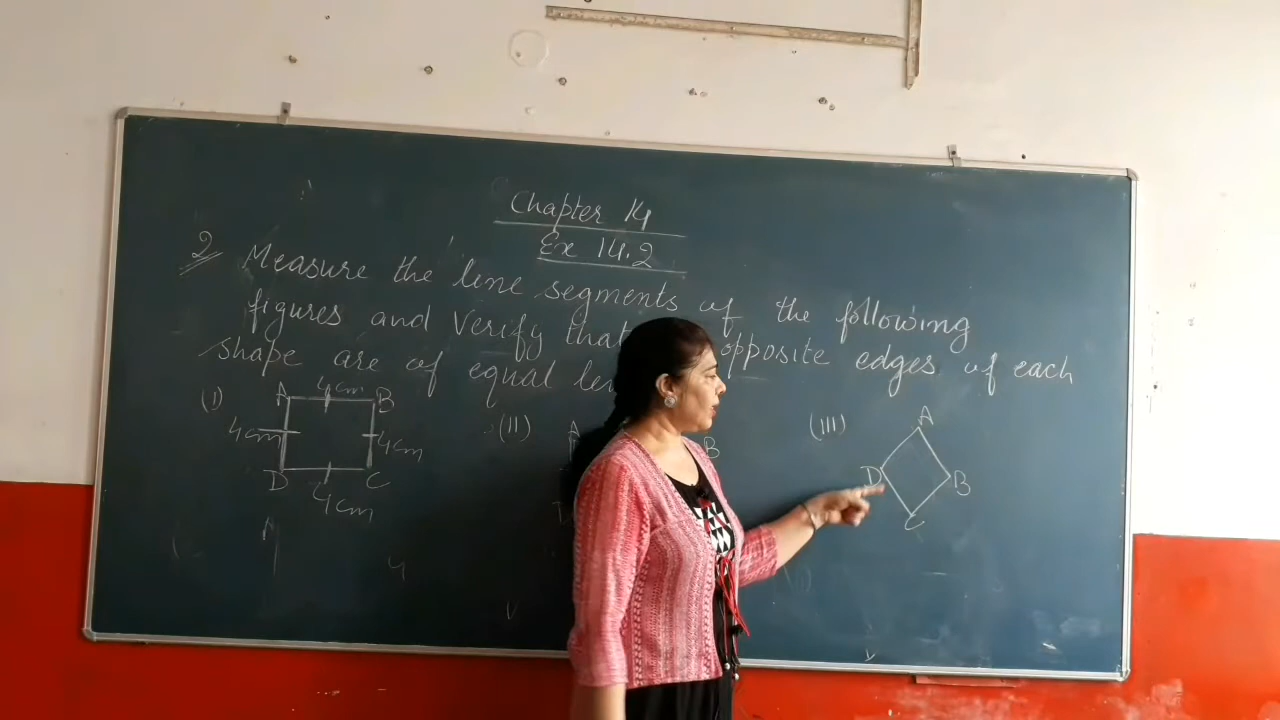 Chapter 14
Ex 14.2
2 Measure the line segments of the following
figures and Verify that opposite edges of each
shape are of equal
(I) A 4cm B
4cm 4cm
D C
4cm
(II) A B
D
(III) A
D B
C